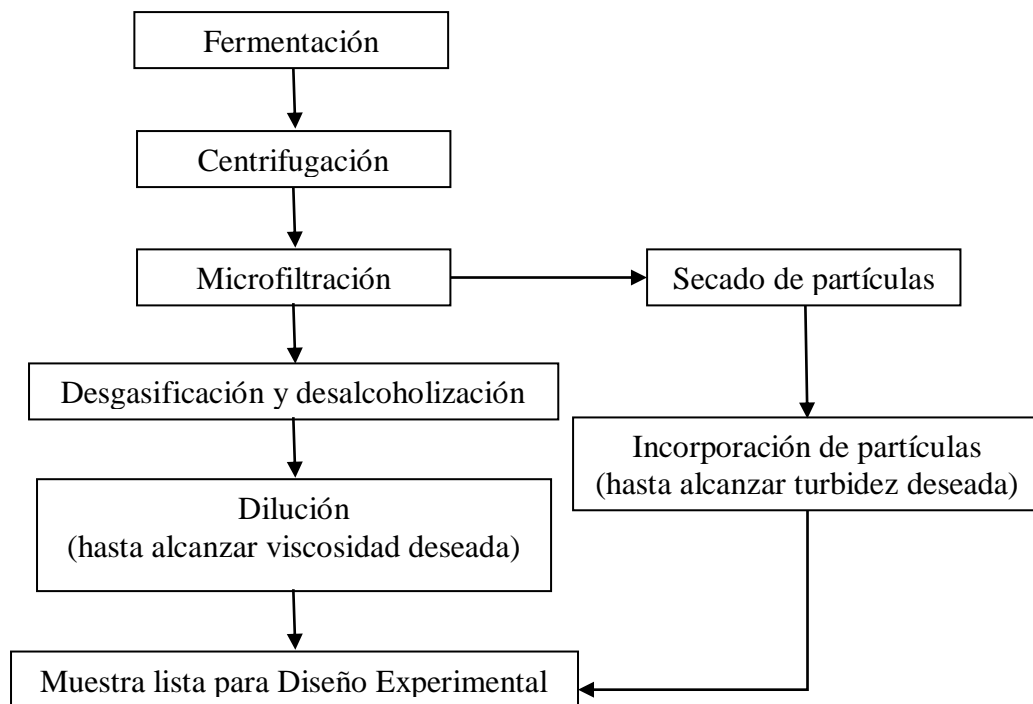 Fermentación
Centrifugación
Microfiltración
Secado de partículas
Desgasificación y desalcoholización
Incorporación de partículas
(hasta alcanzar turbidez deseada)
Dilución
(hasta alcanzar viscosidad deseada)
Muestra lista para Diseño Experimental